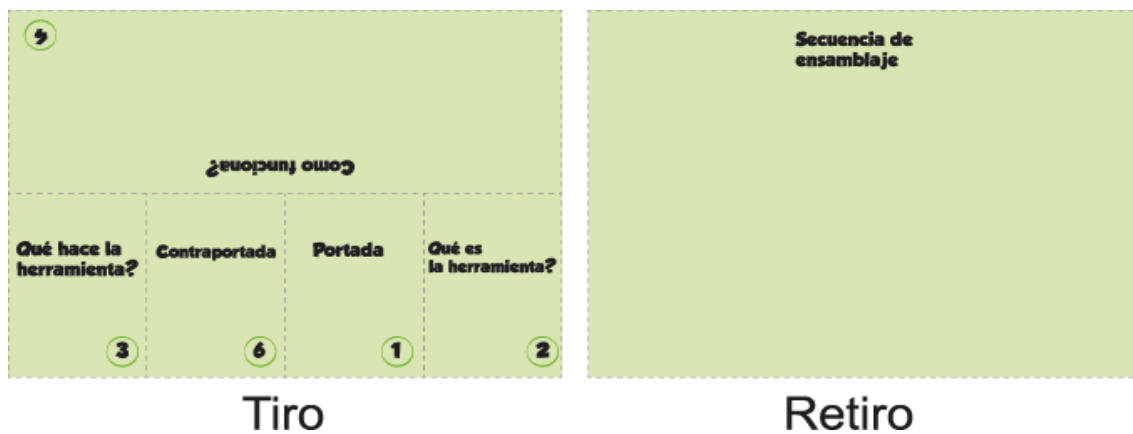 4
Como funciona?
Qué hace la
herramienta?
Contraportada
Portada
Qué es
la herramienta?
3
6
1
2
Tiro
Secuencia de
ensamblaje
Retiro